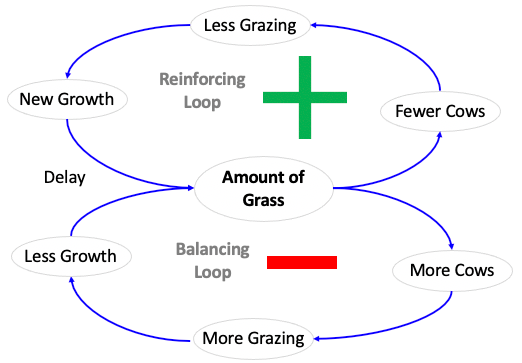 Less Grazing
Reinforcing
Loop
New Growth
Fewer Cows
Delay
Amount of
Grass
Less Growth
Balancing
Loop
More Cows
More Grazing